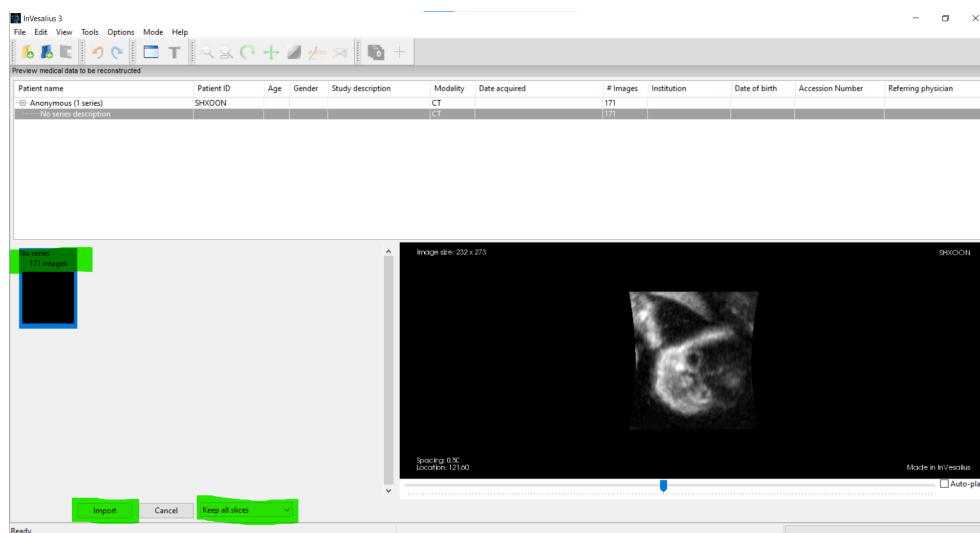 InVesalius 3
File Edit View Tools Options Mode Help
Preview medical data to be reconstructed
Patient name Patient ID Age Gender Study description Modality Date acquired # Images Institution Date of birth Accession Number Referring physician
Anonymous (1 series) SHXOON CT 171
No series description CT 171
No series
171 images
Image size: 232 x 273
SHXOON
Spacing: 0.50
Location: 121.60
Made in InVesalius
Auto-pla
Import Cancel Keep all slices
Ready